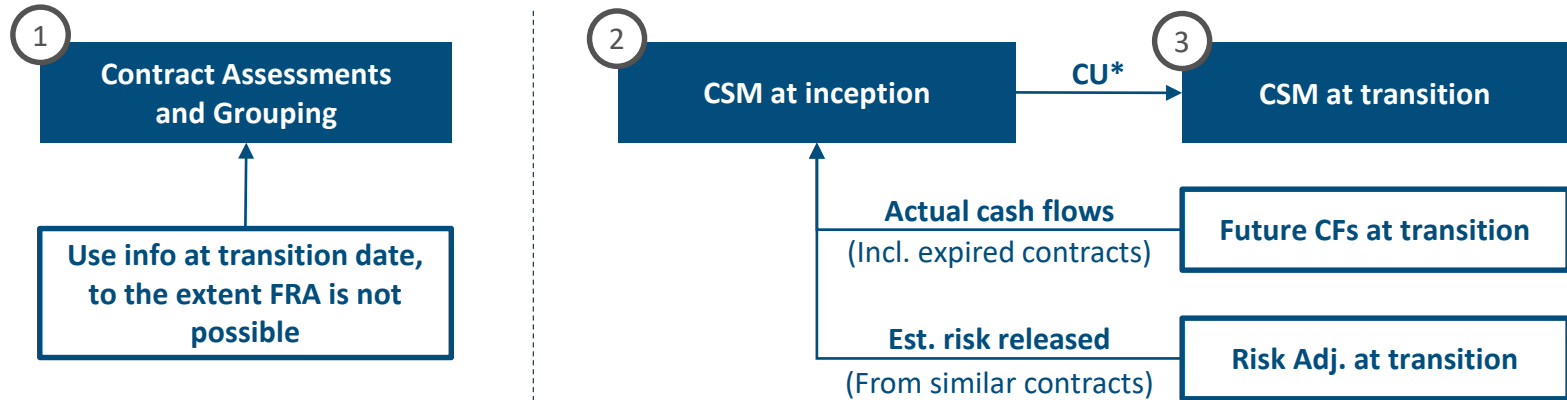 1
Contract Assessments
and Grouping
Use info at transition date,
to the extent FRA is not
possible
2
CSM at inception
CU*
3
CSM at transition
Actual cash flows
(Incl. expired contracts)
Future CFs at transition
Est. risk released
(From similar contracts)
Risk Adj. at transition